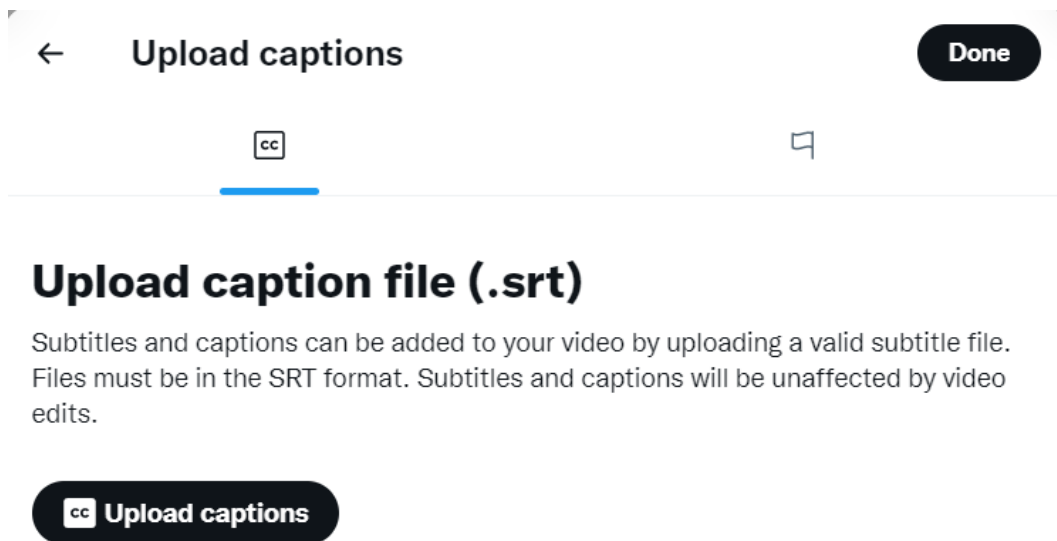 Upload captions
Done
CC
Upload caption file (.srt)
Subtitles and captions can be added to your video by uploading a valid subtitle file.
Files must be in the SRT format. Subtitles and captions will be unaffected by video
edits.
CC Upload captions